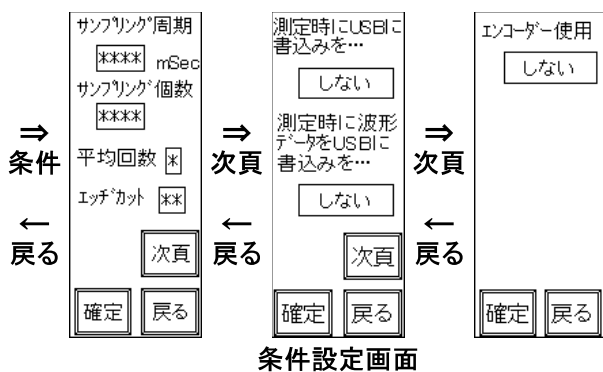 ⇒
条件
←
戻る
サンプリング周期
**** mSec
サンプリング個数
****
平均回数 *
エッヂカット **
次頁
確定 戻る
⇒
次頁
←
戻る
測定時にUSBに
書込みを…
しない
測定時に波形
データをUSBに
書込みを…
しない
次頁
確定 戻る
⇒
次頁
←
戻る
エンコーダー使用
しない
確定 戻る
条件設定画面